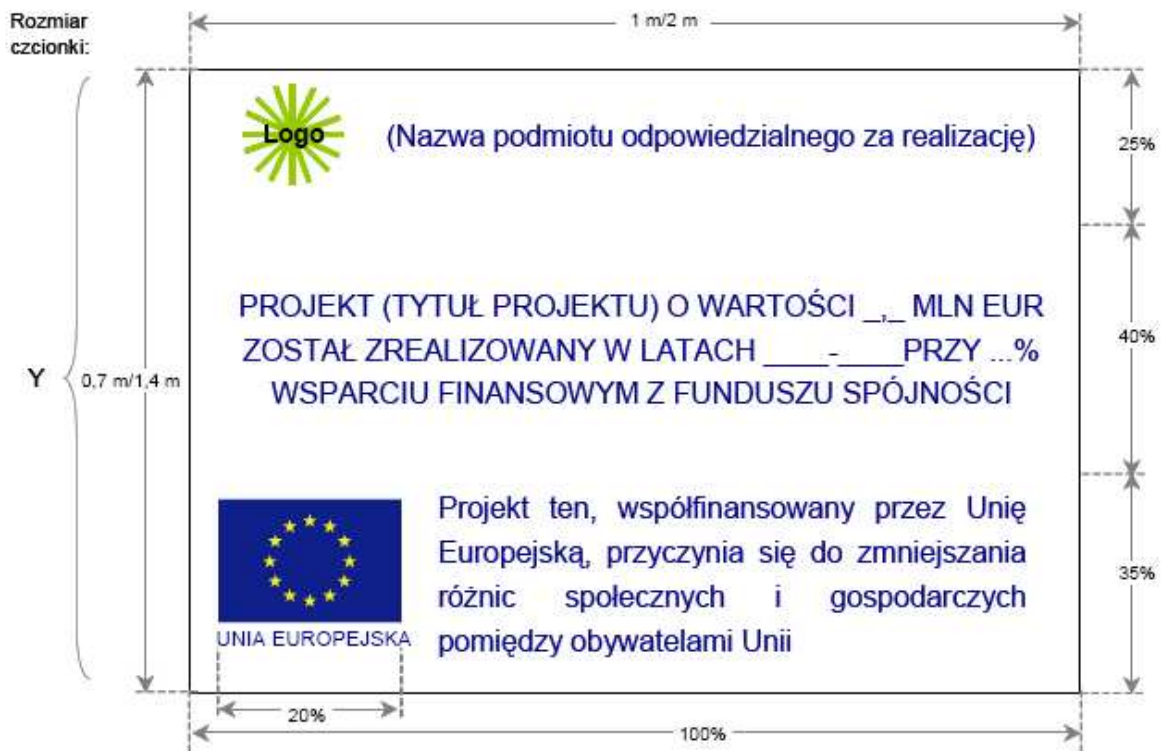 Rozmiar
czcionki:
1 m/2 m
Logo
(Nazwa podmiotu odpowiedzialnego za realizację)
25%
PROJEKT (TYTUŁ PROJEKTU) O WARTOŚCI _,_ MLN EUR
ZOSTAŁ ZREALIZOWANY W LATACH ____-____PRZY ...%
WSPARCIU FINANSOWYM Z FUNDUSZU SPÓJNOŚCI
40%
Y
0,7 m/1,4 m
Projekt ten, współfinansowany przez Unię
Europejską, przyczynia się do zmniejszania
różnic społecznych i gospodarczych
pomiędzy obywatelami Unii
35%
UNIA EUROPEJSKA
20%
100%